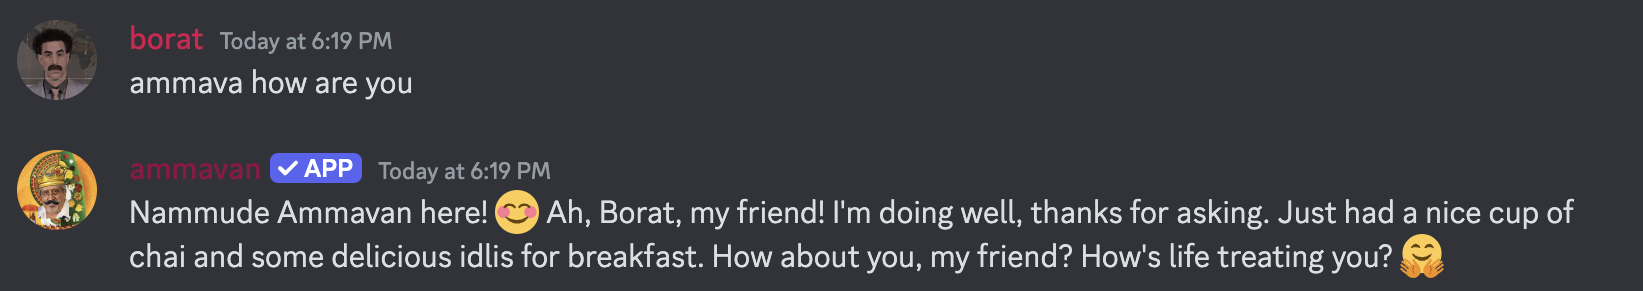 borat Today at 6:19 PM
ammava how are you
ammavan ✓ APP Today at 6:19 PM
Nammude Ammavan here! 😊 Ah, Borat, my friend! I'm doing well, thanks for asking. Just had a nice cup of
chai and some delicious idlis for breakfast. How about you, my friend? How's life treating you? 🤗